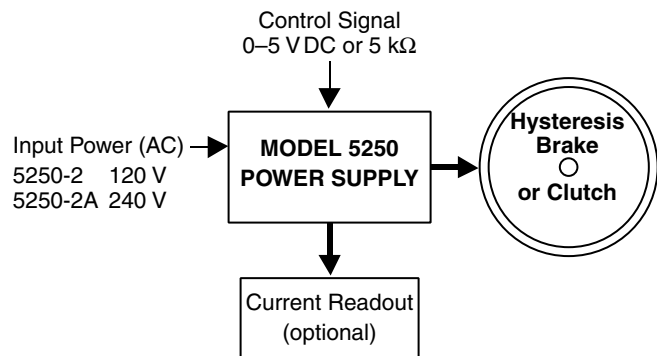 Control Signal
0–5 VDC or 5 kΩ
Input Power (AC)
5250-2 120 V
5250-2A 240 V
MODEL 5250
POWER SUPPLY
Hysteresis
Brake
or Clutch
Current Readout
(optional)